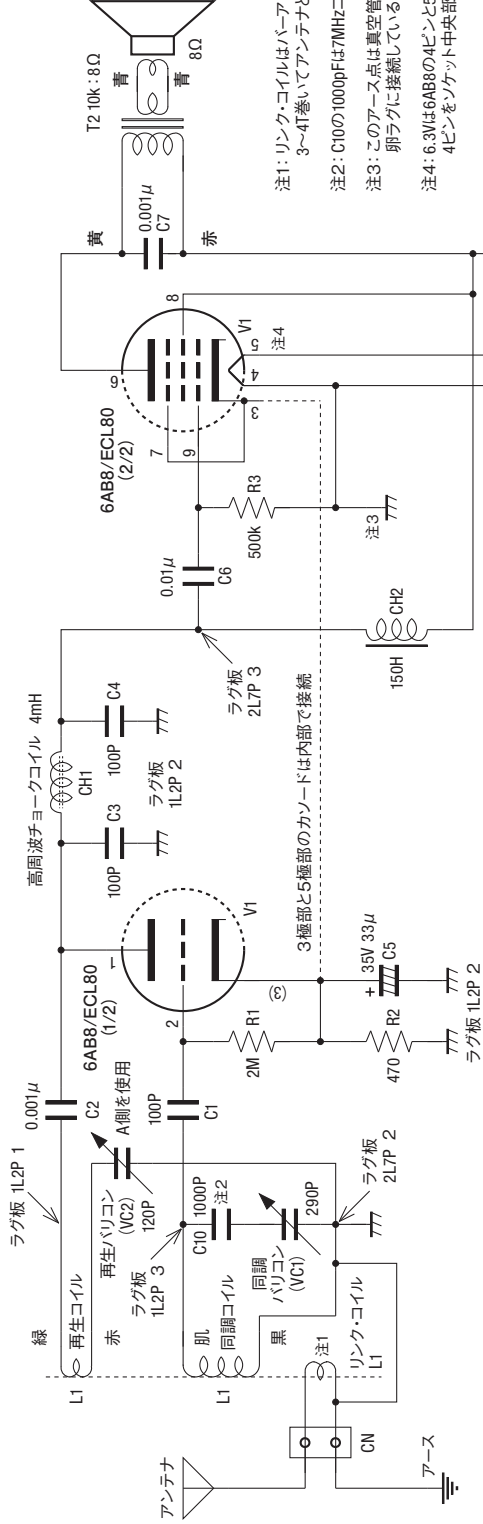 アンテナ
アース
CN
注1
リンク・コイル
L1
緑
再生コイル
L1
赤
肌
同調コイル
L1
黒
ラグ板 1L2P 1
再生バリコン
(VC2)
120P
A側を使用
ラグ板
1L2P 3
C10
1000P
注2
同調
バリコン
(VC1)
290P
ラグ板
2L7P 2
0.001μ
C2
100P
C1
6AB8/ECL80
(1/2)
1
2
(3)
V1
R1
2M
R2
470
+ 35V 33μ
C5
ラグ板 1L2P 2
高周波チョークコイル 4mH
CH1
C3
100P
C4
100P
ラグ板
1L2P 2
3極部と5極部のカソードは内部で接続
ラグ板
2L7P 3
0.01μ
C6
R3
500k
注3
CH2
150H
6AB8/ECL80
(2/2)
6
7
9
8
3
4
5
V1
注4
黄
0.001μ
C7
赤
T2 10k：8Ω
青
青
8Ω
注1：リンク・コイルはバーア
3～4T巻いてアンテナと
注2：C10の1000pFは7MHz
注3：このアース点は真空管
卵ラグに接続している
注4：6.3Vは6AB8の4ピンと5
4ピンをソケット中央部